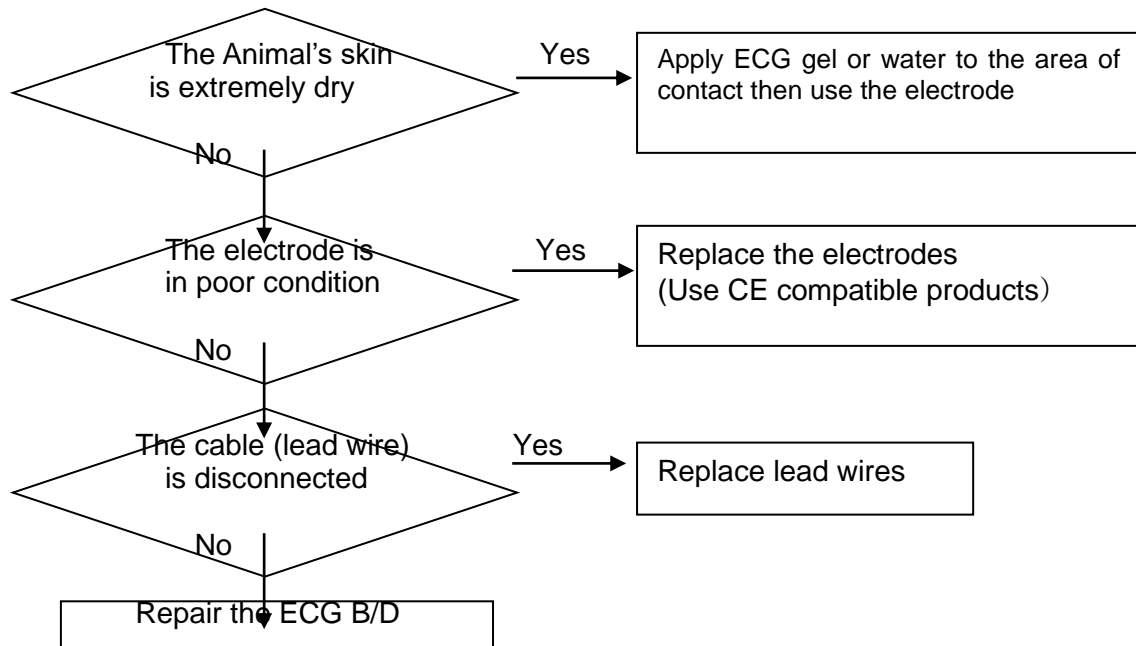 The Animal's skin
is extremely dry
Yes
Apply ECG gel or water to the area of
contact then use the electrode
No
The electrode is
in poor condition
Yes
Replace the electrodes
(Use CE compatible products）
No
The cable (lead wire)
is disconnected
Yes
Replace lead wires
No
Repair the ECG B/D